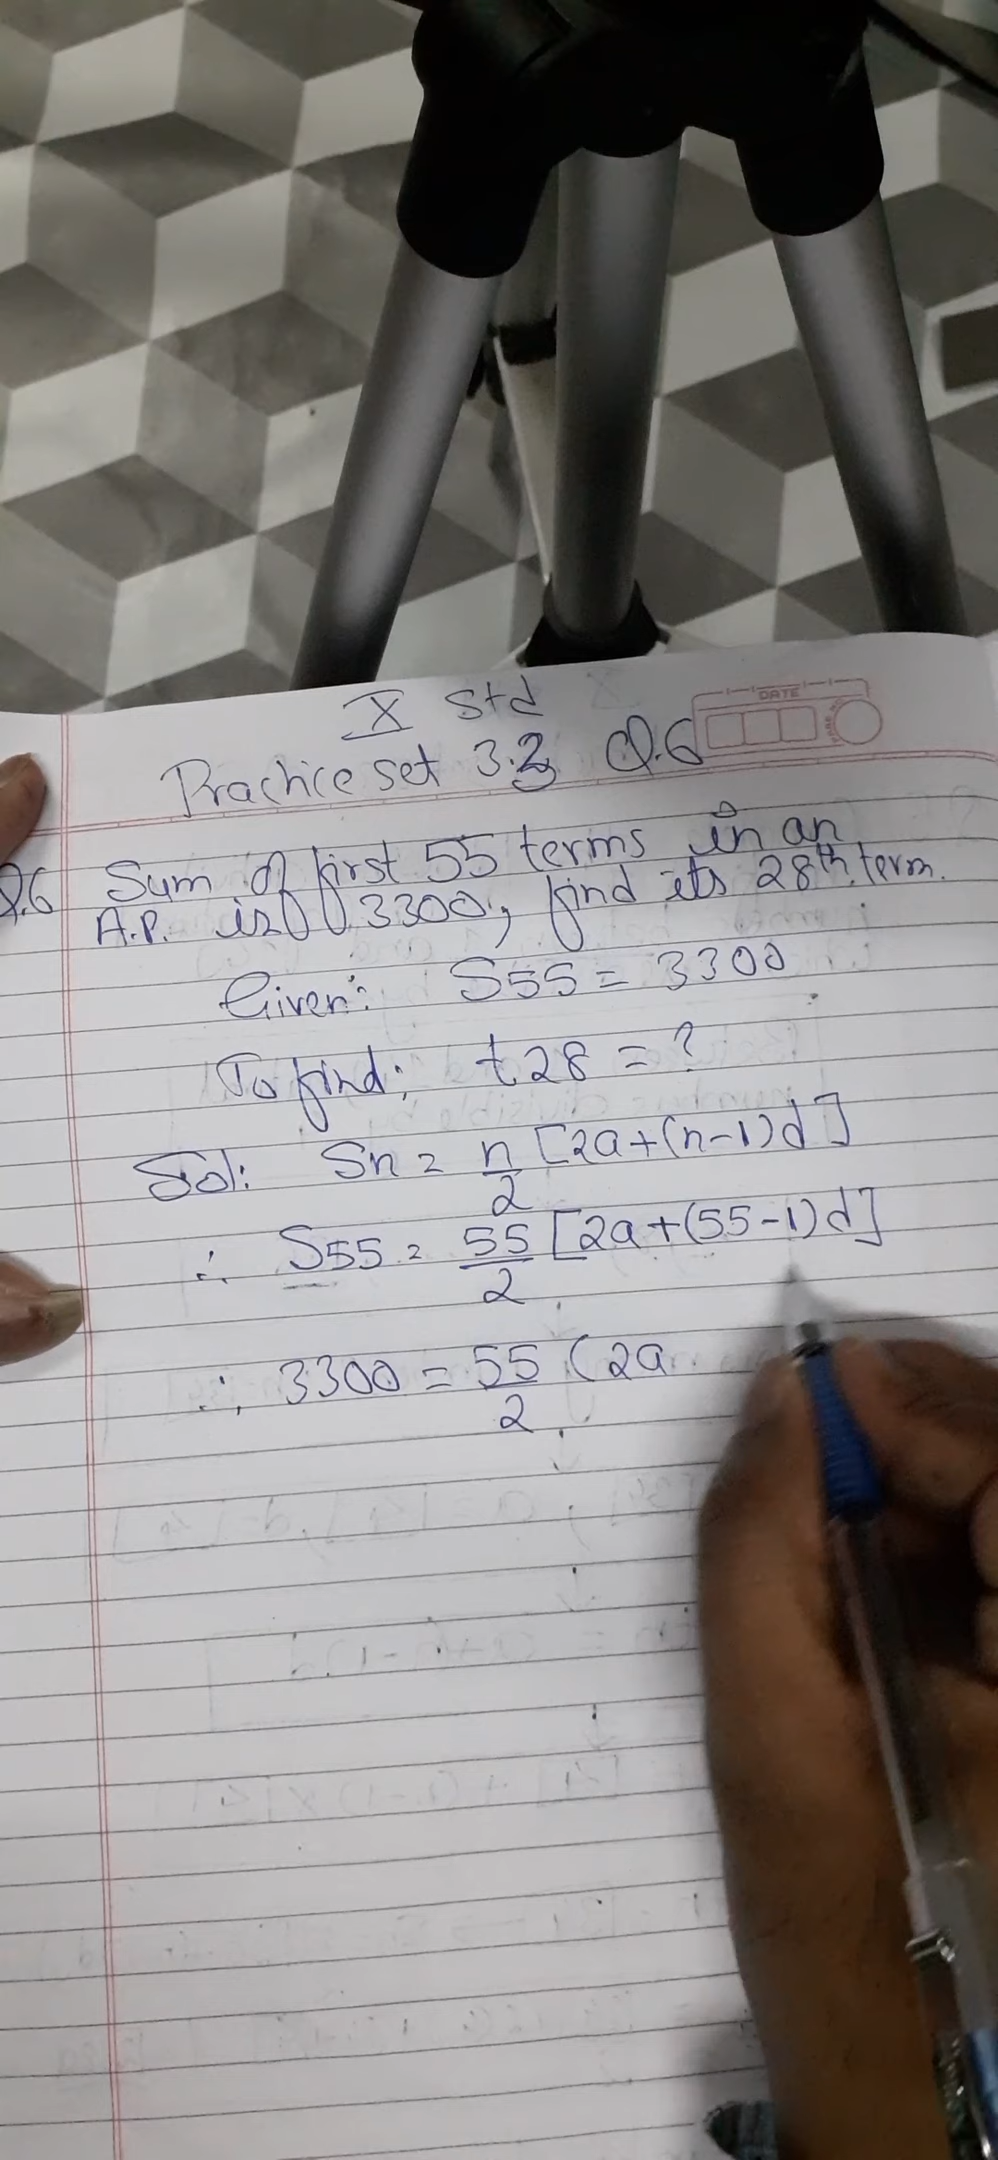 X Std
DATE
Practice set 3.3 Q.6
Q.6 Sum of first 55 terms in an
A.P. is 3300, find its 28th term.
Given: S55 = 3300
To find: t28 = ?
Sol: Sn = n/2 [2a+(n-1)d]
∴ S55 = 55/2 [2a+(55-1)d]
∴ 3300 = 55/2 (2a